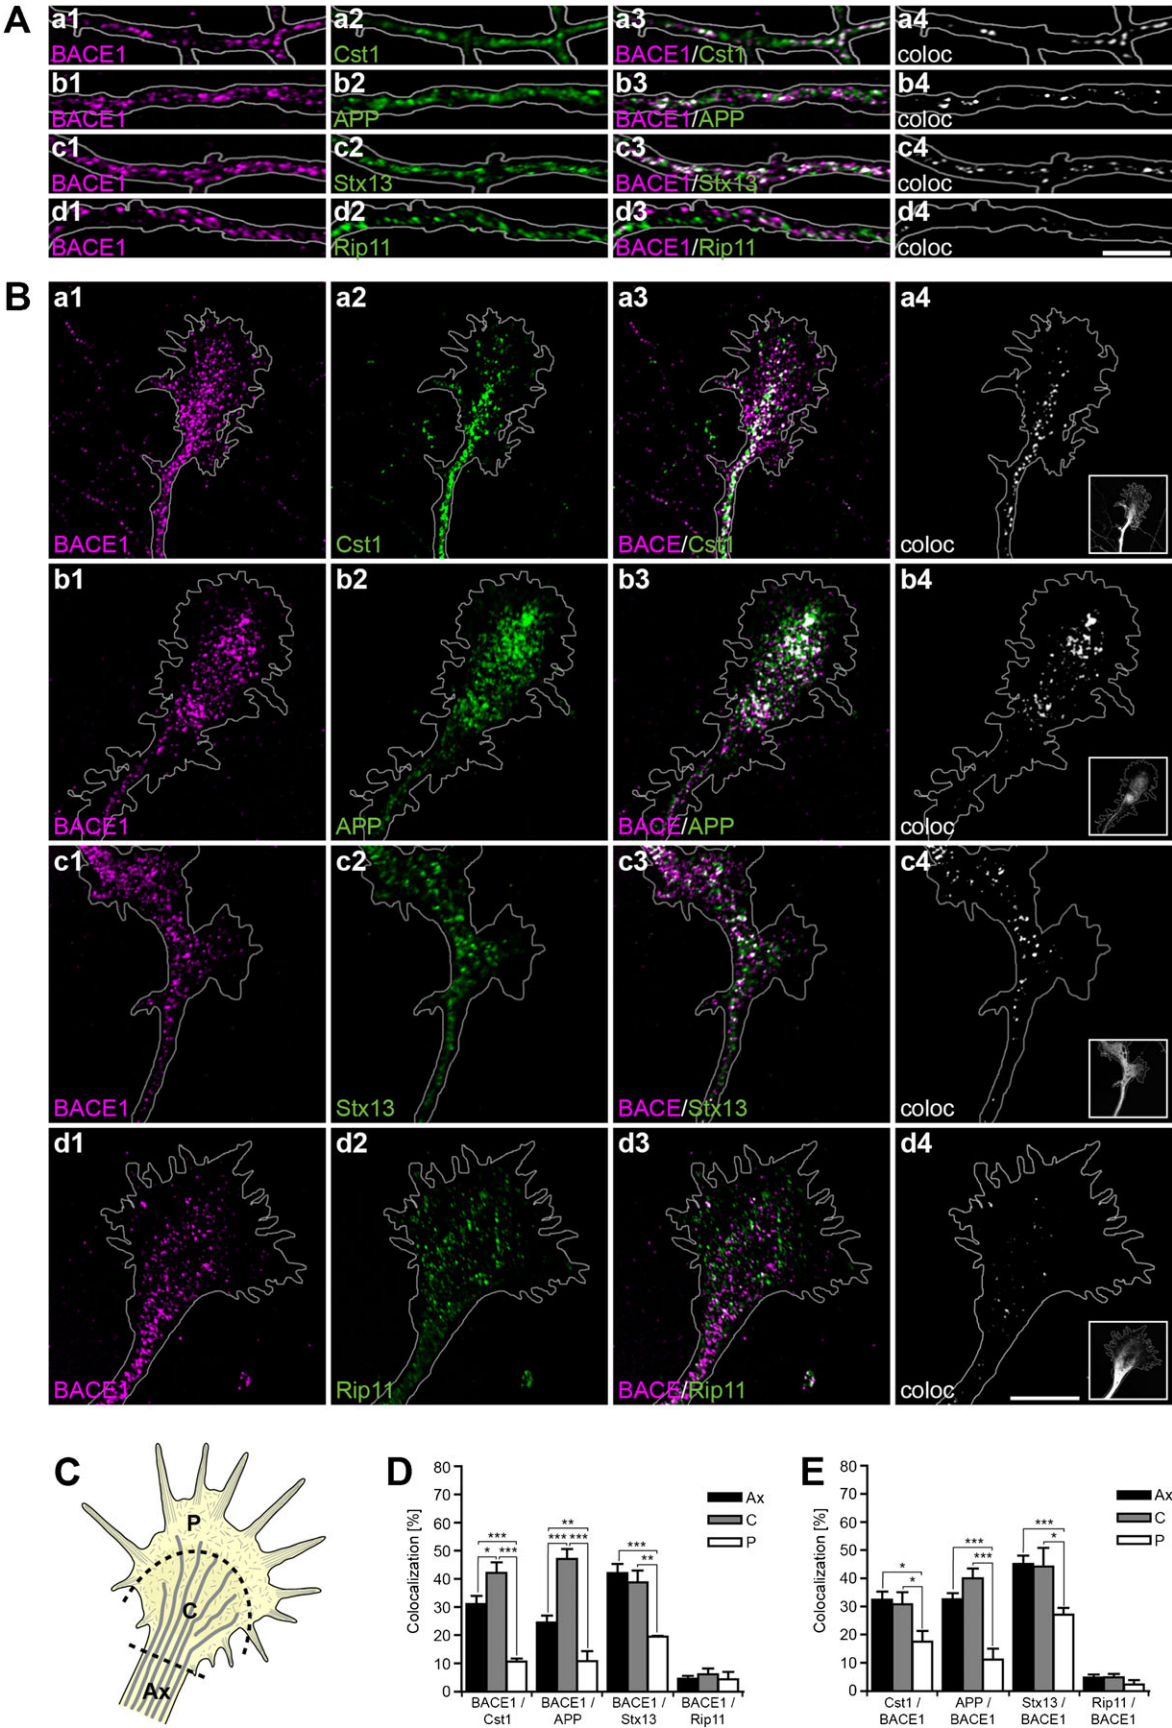 A
a1
BACE1
a2
Cst1
a3
BACE1/Cst1
a4
coloc
b1
BACE1
b2
APP
b3
BACE1/APP
b4
coloc
c1
BACE1
c2
Stx13
c3
BACE1/Stx13
c4
coloc
d1
BACE1
d2
Rip11
d3
BACE1/Rip11
d4
coloc
B
a1
BACE1
a2
Cst1
a3
BACE/Cst1
a4
coloc
b1
BACE1
b2
APP
b3
BACE/APP
b4
coloc
c1
BACE1
c2
Stx13
c3
BACE/Stx13
c4
coloc
d1
BACE1
d2
Rip11
d3
BACE/Rip11
d4
coloc
C
P
C
Ax
D
Colocalization [%]
80
70
60
50
40
30
20
10
0
Ax
C
P
***
* ***
**
*** ***
***
**
BACE1 /
Cst1
BACE1 /
APP
BACE1 /
Stx13
BACE1 /
Rip11
E
Colocalization [%]
80
70
60
50
40
30
20
10
0
Ax
C
P
*
*
***
***
***
*
Cst1 /
BACE1
APP /
BACE1
Stx13 /
BACE1
Rip11 /
BACE1